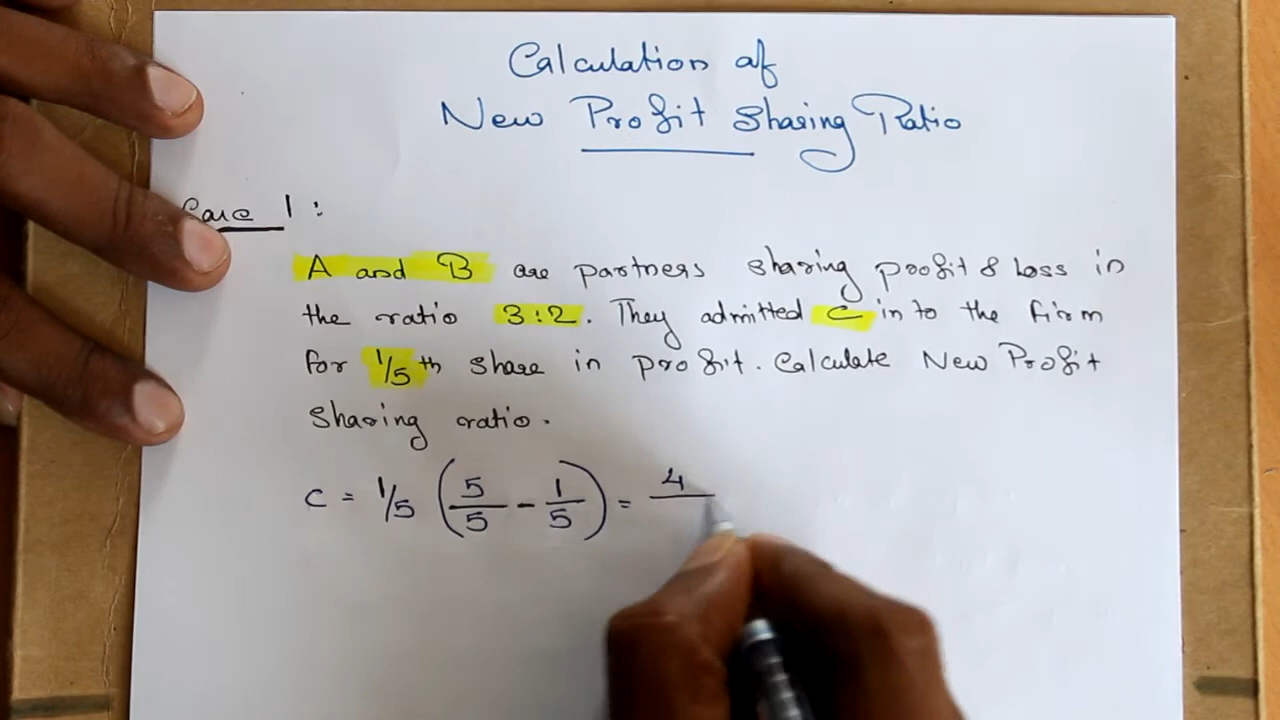 Calculation of
New Profit Sharing Ratio
Case 1 :
A and B are partners sharing profit & Loss in
the ratio 3:2. They admitted C in to the firm
for 1/5 th share in profit. Calculate New Profit
Sharing ratio.
C = 1/5 (5/5 - 1/5) = 4